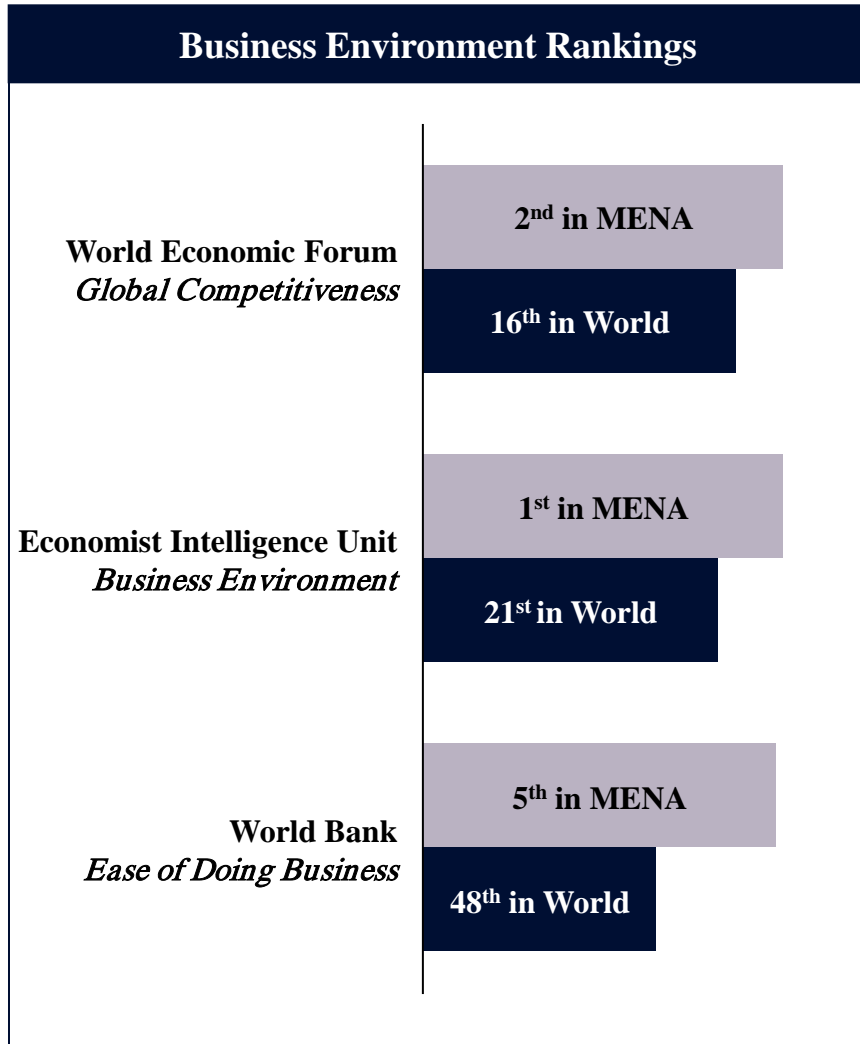 Business Environment Rankings
2nd in MENA
World Economic Forum
Global Competitiveness
16th in World
1st in MENA
Economist Intelligence Unit
Business Environment
21st in World
5th in MENA
World Bank
Ease of Doing Business
48th in World